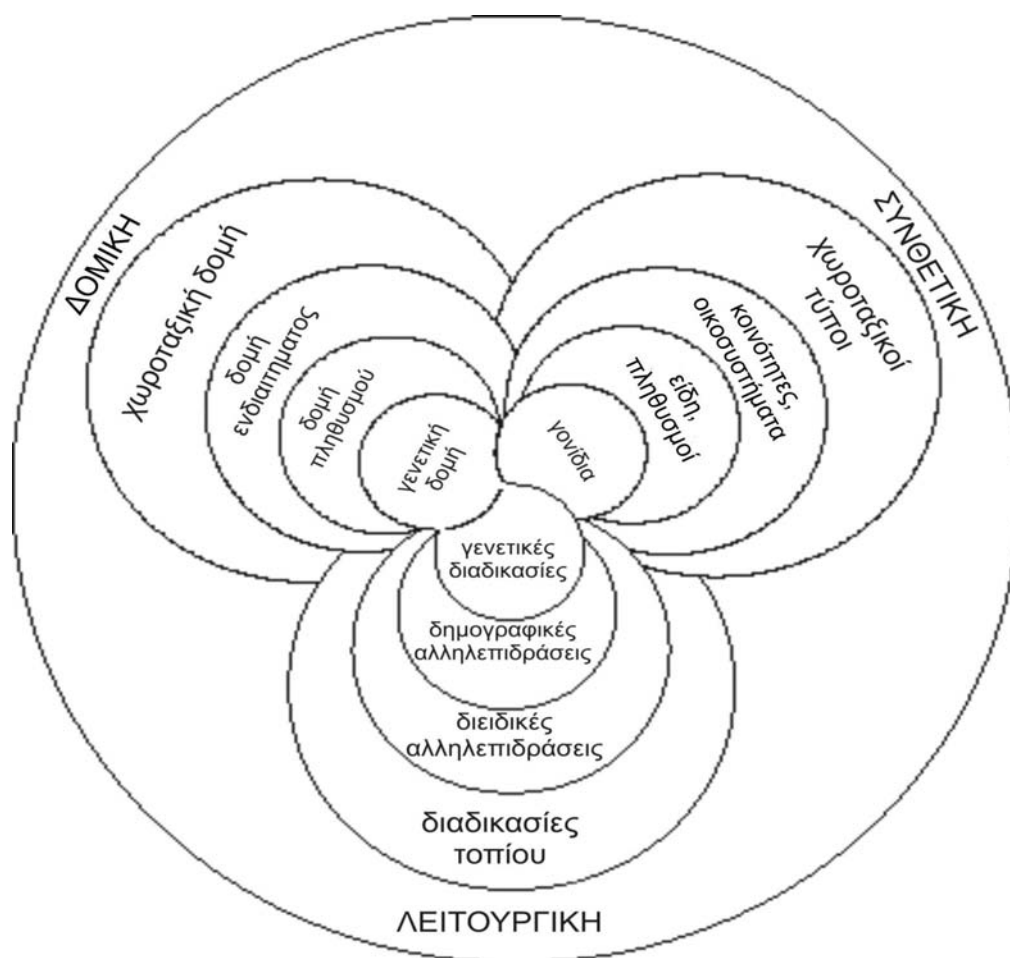 ΔΟΜΙΚΗ
χωροταξική δομή
δομή
ενδιαιτηματος
δομή
πληθυσμού
γενετική
δομή
ΣΥΝΘΕΤΙΚΗ
χωροταξικοί
τύποι
κοινότητες,
οικοσυστήματα
είδη,
πληθυσμοί
γονίδια
γενετικές
διαδικασίες
δημογραφικές
αλληλεπιδράσεις
διειδικές
αλληλεπιδράσεις
διαδικασίες
τοπίου
ΛΕΙΤΟΥΡΓΙΚΗ